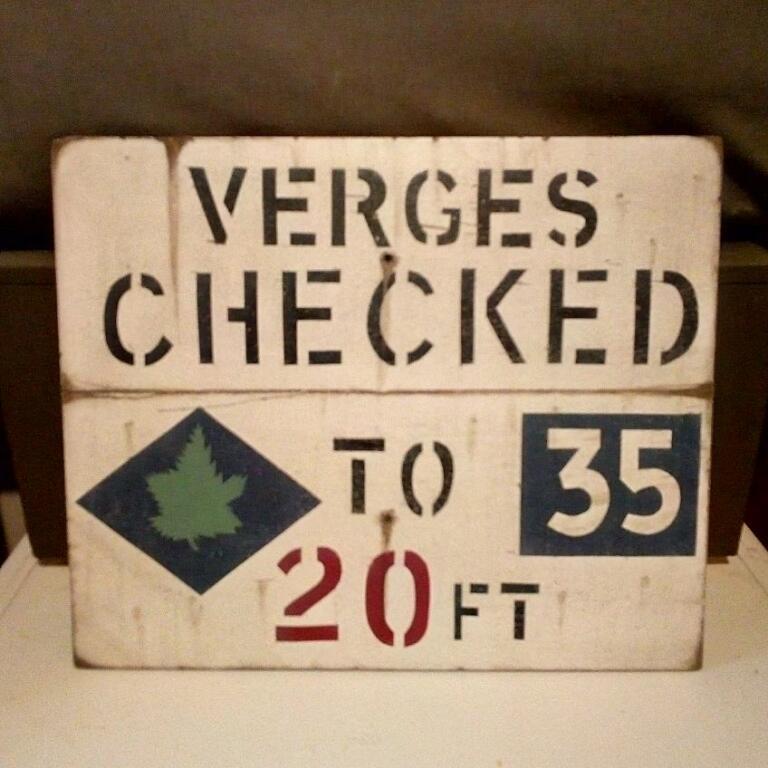 VERGES
CHECKED
TO 35
20 FT